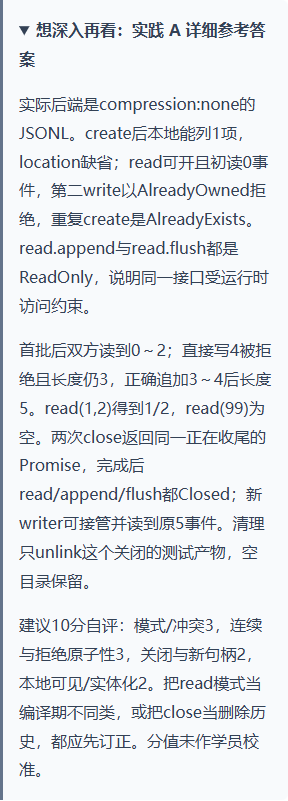 ▼ 想深入再看：实践 A 详细参考答
案
实际后端是compression:none的
JSONL。create后本地能列1项，
location缺省；read可开且初读0事
件，第二write以AlreadyOwned拒
绝，重复create是AlreadyExists。
read.append与read.flush都是
ReadOnly，说明同一接口受运行时
访问约束。
首批后双方读到0～2；直接写4被拒
绝且长度仍3，正确追加3～4后长度
5。read(1,2)得到1/2，read(99)为
空。两次close返回同一正在收尾的
Promise，完成后
read/append/flush都Closed；新
writer可接管并读到原5事件。清理
只unlink这个关闭的测试产物，空
目录保留。
建议10分自评：模式/冲突3，连续
与拒绝原子性3，关闭与新句柄2，
本地可见/实体化2。把read模式当
编译期不同类，或把close当删除历
史，都应先订正。分值未作学员校
准。